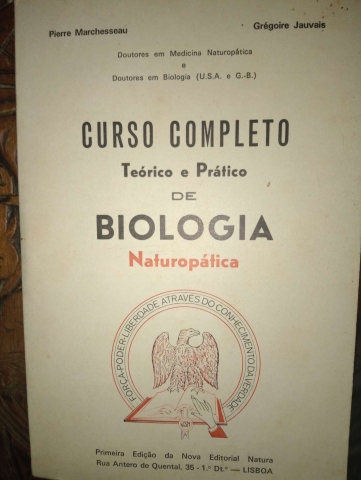 Pierre Marchesseau Grégoire Jauvais
Doutores em Medicina Naturopática
e
Doutores em Biologia (U.S.A. e G.-B.)
CURSO COMPLETO
Teórico e Prático
DE
BIOLOGIA
Naturopática
FORÇA-PODER-LIBERDADE ATRAVÉS DO CONHECIMENTO DA VERDADE
Primeira Edição da Nova Editorial Natura
Rua Antero de Quental, 35 - 1.º Dt.º — LISBOA